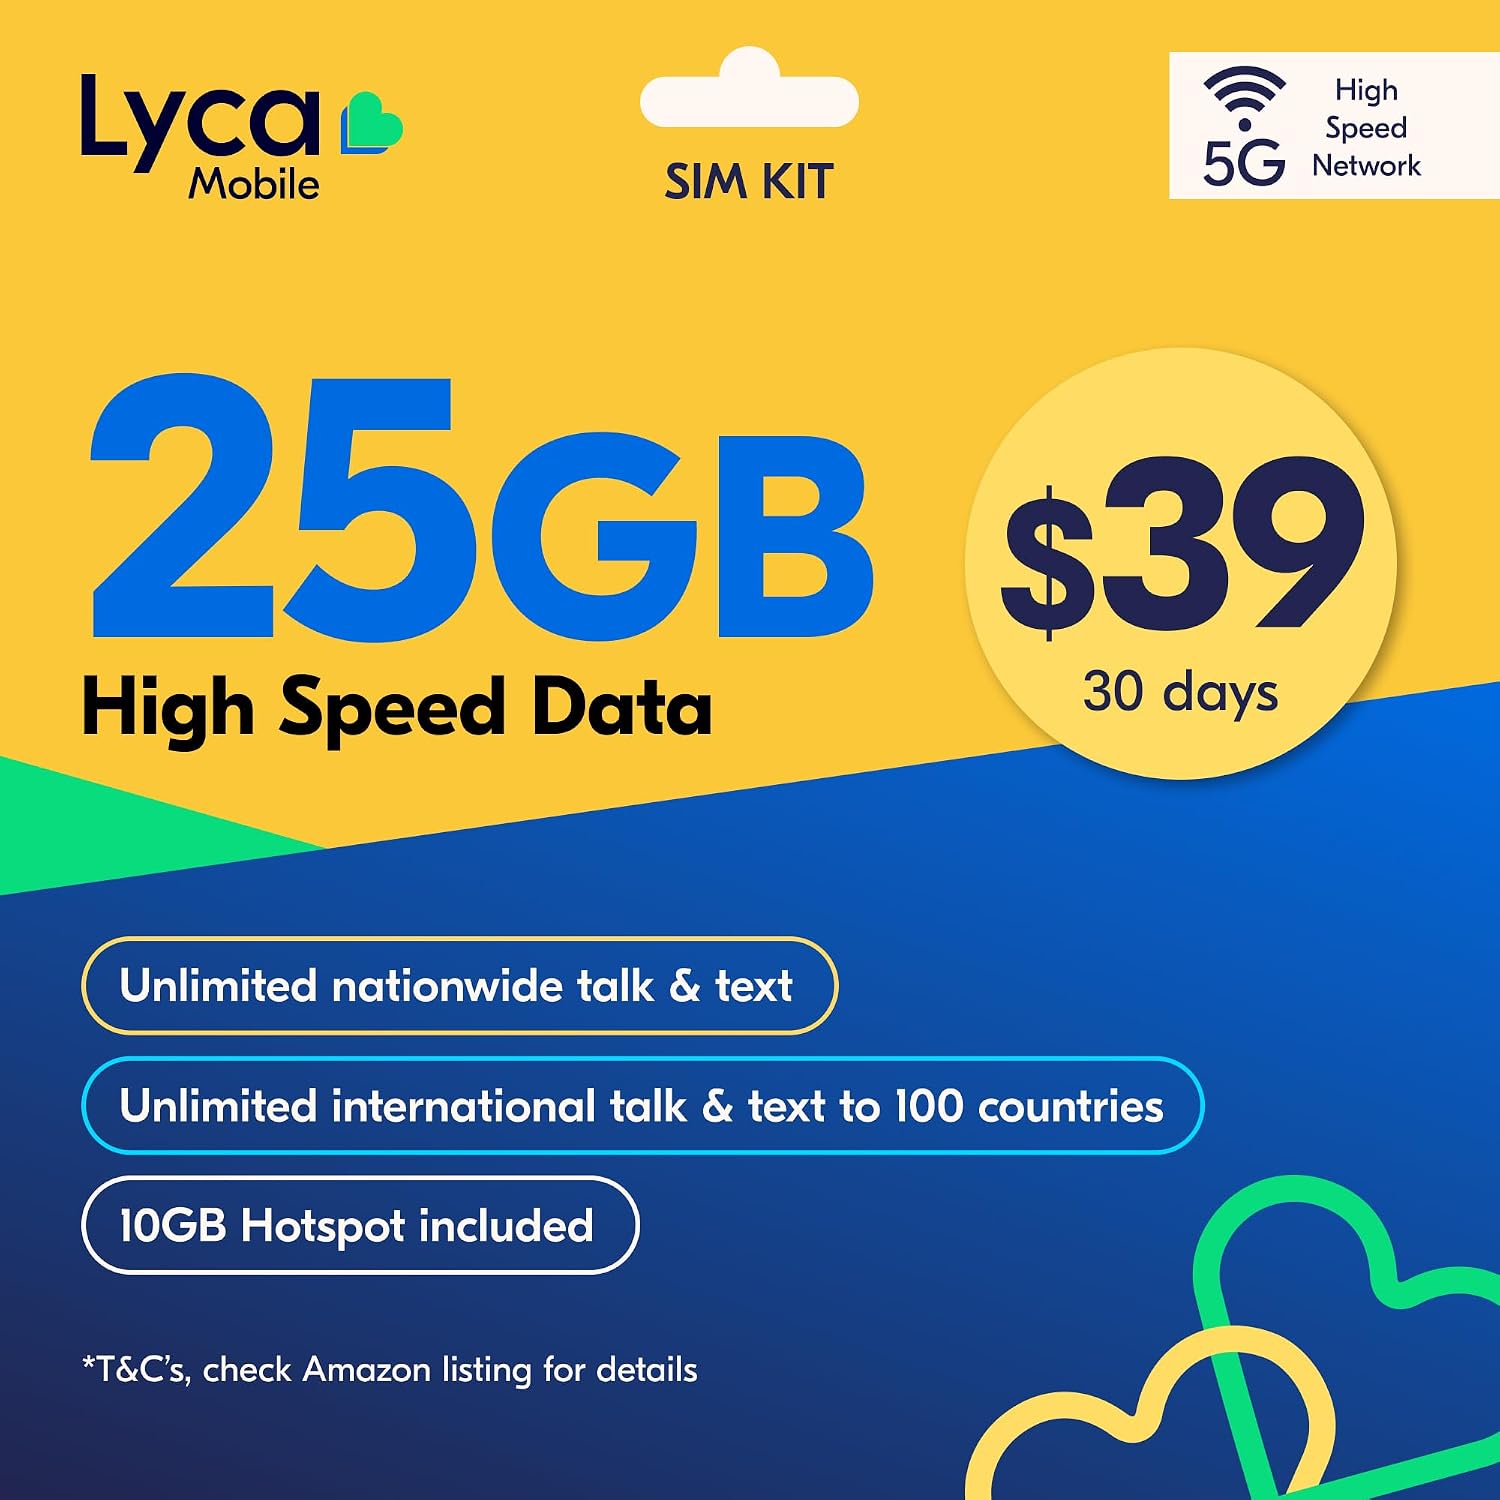 Lyca
Mobile
SIM KIT
5G
High
Speed
Network
25GB
High Speed Data
$39
30 days
Unlimited nationwide talk & text
Unlimited international talk & text to 100 countries
10GB Hotspot included
*T&C's, check Amazon listing for details